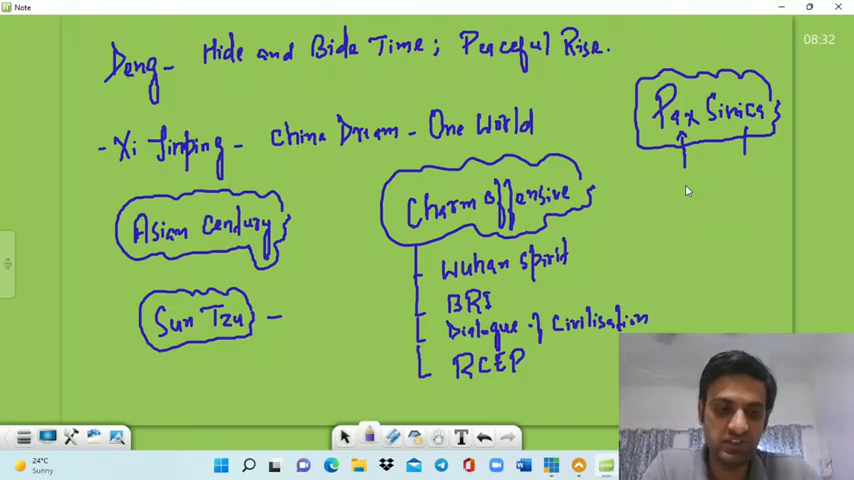 Note
08:32
Deng- Hide and Bide Time; Peaceful Rise.
Pax Sinica
- Xi Jinping - China Dream - One World
Asian Century
Charm offensive
Wuhan Spirit
BRI
Sun Tzu -
Dialogue of Civilisation
RCEP
24°C
Sunny